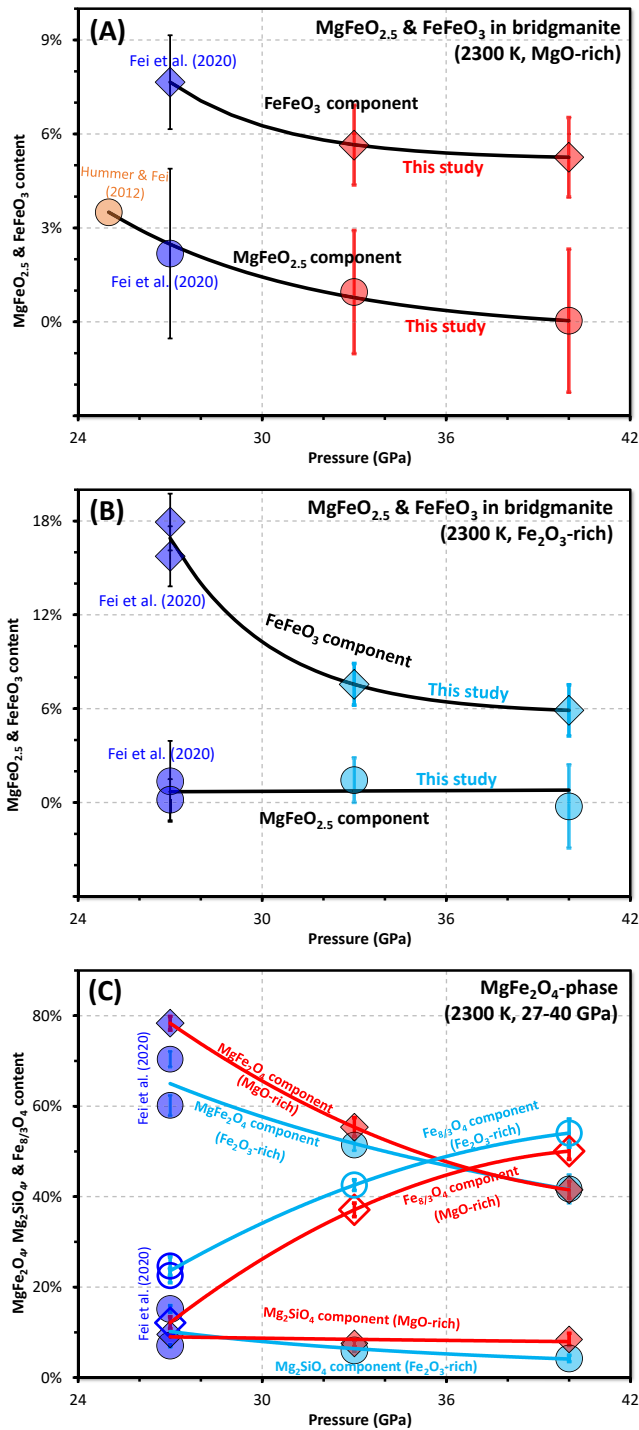 (A)
MgFeO2.5 & FeFeO3 in bridgmanite
(2300 K, MgO-rich)
9%
6%
3%
0%
MgFeO2.5 & FeFeO3 content
Fei et al. (2020)
FeFeO3 component
This study
Hummer & Fei
(2012)
MgFeO2.5 component
Fei et al. (2020)
This study
24
30
36
42
Pressure (GPa)
(B)
MgFeO2.5 & FeFeO3 in bridgmanite
(2300 K, Fe2O3-rich)
18%
12%
6%
0%
MgFeO2.5 & FeFeO3 content
Fei et al. (2020)
FeFeO3 component
This study
Fei et al. (2020)
This study
MgFeO2.5 component
24
30
36
42
Pressure (GPa)
(C)
MgFe2O4-phase
(2300 K, 27-40 GPa)
80%
60%
40%
20%
0%
MgFe2O4, Mg2SiO4, & Fe8/3O4 content
Fei et al. (2020)
MgFe2O4 component
(MgO-rich)
MgFe2O4 component
(Fe2O3-rich)
Fe8/3O4 component
(Fe2O3-rich)
Fe8/3O4 component
(MgO-rich)
Fei et al. (2020)
Mg2SiO4 component (MgO-rich)
Mg2SiO4 component (Fe2O3-rich)
24
30
36
42
Pressure (GPa)